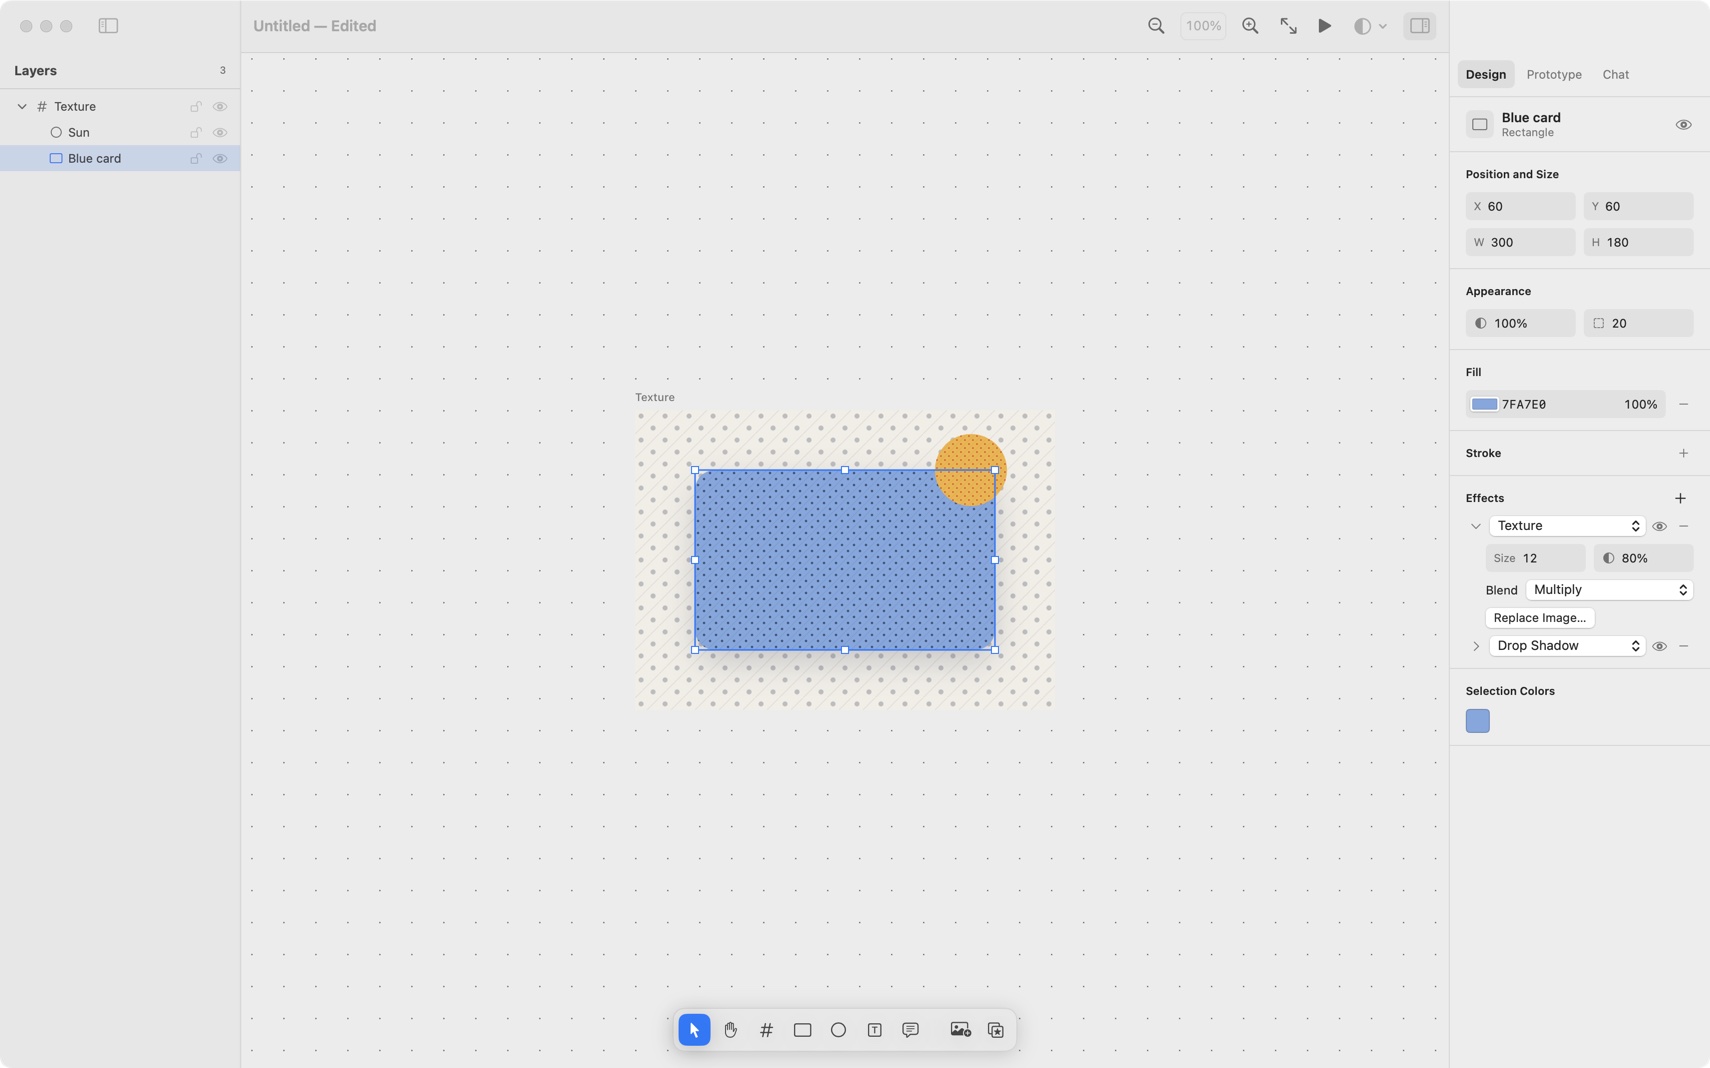 Untitled — Edited
100%
Layers
3
Texture
Sun
Blue card
Texture
Design
Prototype
Chat
Blue card
Rectangle
Position and Size
X 60
Y 60
W 300
H 180
Appearance
100%
20
Fill
7FA7E0
100%
Stroke
Effects
Texture
Size 12
80%
Blend
Multiply
Replace Image...
Drop Shadow
Selection Colors